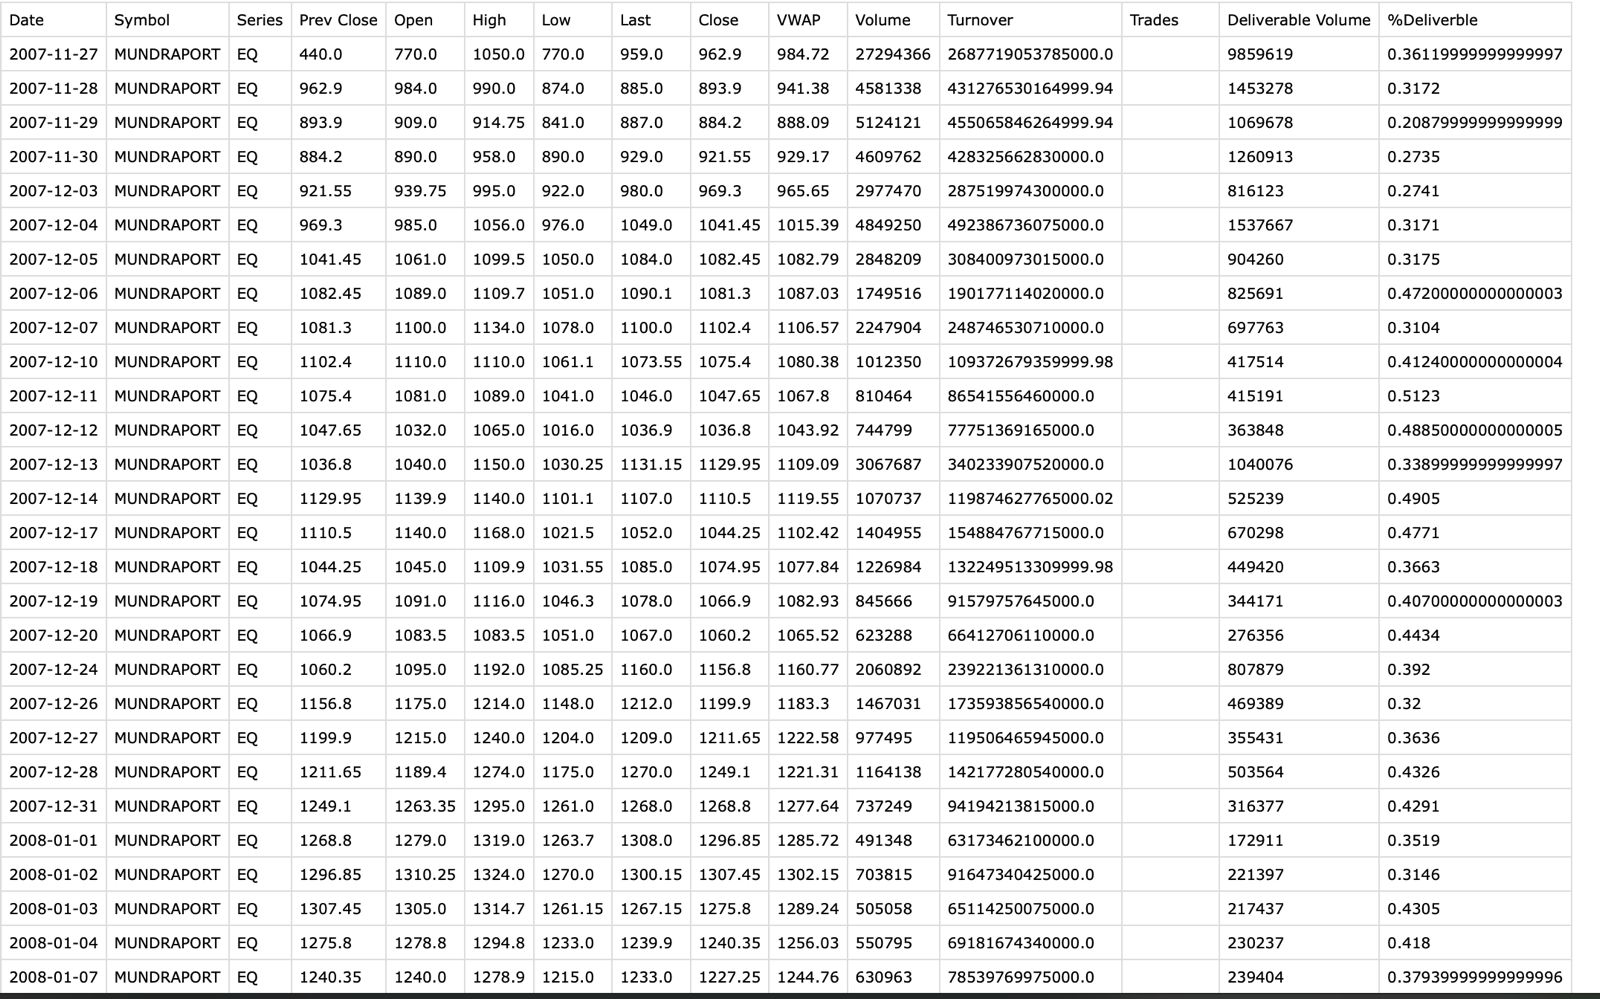 Date Symbol Series Prev Close Open High Low Last Close VWAP Volume Turnover Trades Deliverable Volume %Deliverble
2007-11-27 MUNDRAPORT EQ 440.0 770.0 1050.0 770.0 959.0 962.9 984.72 27294366 2687719053785000.0 9859619 0.36119999999999997
2007-11-28 MUNDRAPORT EQ 962.9 984.0 990.0 874.0 885.0 893.9 941.38 4581338 431276530164999.94 1453278 0.3172
2007-11-29 MUNDRAPORT EQ 893.9 909.0 914.75 841.0 887.0 884.2 888.09 5124121 455065846264999.94 1069678 0.20879999999999999
2007-11-30 MUNDRAPORT EQ 884.2 890.0 958.0 890.0 929.0 921.55 929.17 4609762 428325662830000.0 1260913 0.2735
2007-12-03 MUNDRAPORT EQ 921.55 939.75 995.0 922.0 980.0 969.3 965.65 2977470 287519974300000.0 816123 0.2741
2007-12-04 MUNDRAPORT EQ 969.3 985.0 1056.0 976.0 1049.0 1041.45 1015.39 4849250 492386736075000.0 1537667 0.3171
2007-12-05 MUNDRAPORT EQ 1041.45 1061.0 1099.5 1050.0 1084.0 1082.45 1082.79 2848209 308400973015000.0 904260 0.3175
2007-12-06 MUNDRAPORT EQ 1082.45 1089.0 1109.7 1051.0 1090.1 1081.3 1087.03 1749516 190177114020000.0 825691 0.47200000000000003
2007-12-07 MUNDRAPORT EQ 1081.3 1100.0 1134.0 1078.0 1100.0 1102.4 1106.57 2247904 248746530710000.0 697763 0.3104
2007-12-10 MUNDRAPORT EQ 1102.4 1110.0 1110.0 1061.1 1073.55 1075.4 1080.38 1012350 109372679359999.98 417514 0.41240000000000004
2007-12-11 MUNDRAPORT EQ 1075.4 1081.0 1089.0 1041.0 1046.0 1047.65 1067.8 810464 86541556460000.0 415191 0.5123
2007-12-12 MUNDRAPORT EQ 1047.65 1032.0 1065.0 1016.0 1036.9 1036.8 1043.92 744799 77751369165000.0 363848 0.48850000000000005
2007-12-13 MUNDRAPORT EQ 1036.8 1040.0 1150.0 1030.25 1131.15 1129.95 1109.09 3067687 340233907520000.0 1040076 0.33899999999999997
2007-12-14 MUNDRAPORT EQ 1129.95 1139.9 1140.0 1101.1 1107.0 1110.5 1119.55 1070737 119874627765000.02 525239 0.4905
2007-12-17 MUNDRAPORT EQ 1110.5 1140.0 1168.0 1021.5 1052.0 1044.25 1102.42 1404955 154884767715000.0 670298 0.4771
2007-12-18 MUNDRAPORT EQ 1044.25 1045.0 1109.9 1031.55 1085.0 1074.95 1077.84 1226984 132249513309999.98 449420 0.3663
2007-12-19 MUNDRAPORT EQ 1074.95 1091.0 1116.0 1046.3 1078.0 1066.9 1082.93 845666 91579757645000.0 344171 0.40700000000000003
2007-12-20 MUNDRAPORT EQ 1066.9 1083.5 1083.5 1051.0 1067.0 1060.2 1065.52 623288 66412706110000.0 276356 0.4434
2007-12-24 MUNDRAPORT EQ 1060.2 1095.0 1192.0 1085.25 1160.0 1156.8 1160.77 2060892 239221361310000.0 807879 0.392
2007-12-26 MUNDRAPORT EQ 1156.8 1175.0 1214.0 1148.0 1212.0 1199.9 1183.3 1467031 173593856540000.0 469389 0.32
2007-12-27 MUNDRAPORT EQ 1199.9 1215.0 1240.0 1204.0 1209.0 1211.65 1222.58 977495 119506465945000.0 355431 0.3636
2007-12-28 MUNDRAPORT EQ 1211.65 1189.4 1274.0 1175.0 1270.0 1249.1 1221.31 1164138 142177280540000.0 503564 0.4326
2007-12-31 MUNDRAPORT EQ 1249.1 1263.35 1295.0 1261.0 1268.0 1268.8 1277.64 737249 94194213815000.0 316377 0.4291
2008-01-01 MUNDRAPORT EQ 1268.8 1279.0 1319.0 1263.7 1308.0 1296.85 1285.72 491348 63173462100000.0 172911 0.3519
2008-01-02 MUNDRAPORT EQ 1296.85 1310.25 1324.0 1270.0 1300.15 1307.45 1302.15 703815 91647340425000.0 221397 0.3146
2008-01-03 MUNDRAPORT EQ 1307.45 1305.0 1314.7 1261.15 1267.15 1275.8 1289.24 505058 65114250075000.0 217437 0.4305
2008-01-04 MUNDRAPORT EQ 1275.8 1278.8 1294.8 1233.0 1239.9 1240.35 1256.03 550795 69181674340000.0 230237 0.418
2008-01-07 MUNDRAPORT EQ 1240.35 1240.0 1278.9 1215.0 1233.0 1227.25 1244.76 630963 78539769975000.0 239404 0.37939999999999996